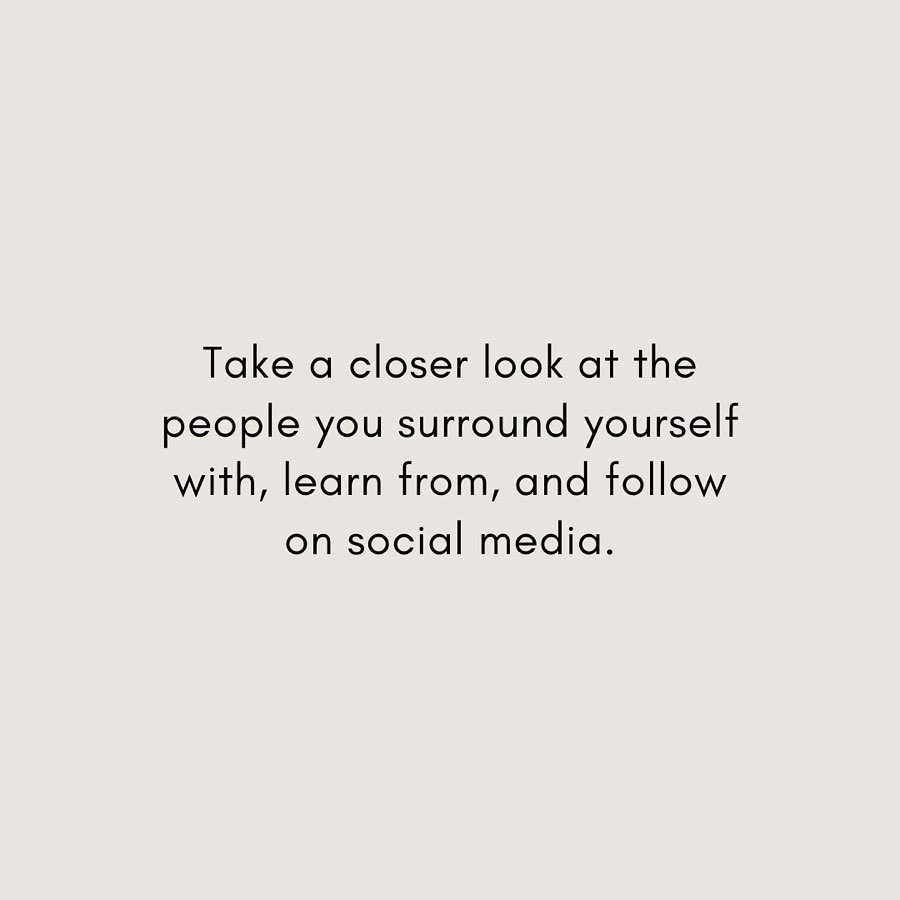 Take a closer look at the
people you surround yourself
with, learn from, and follow
on social media.